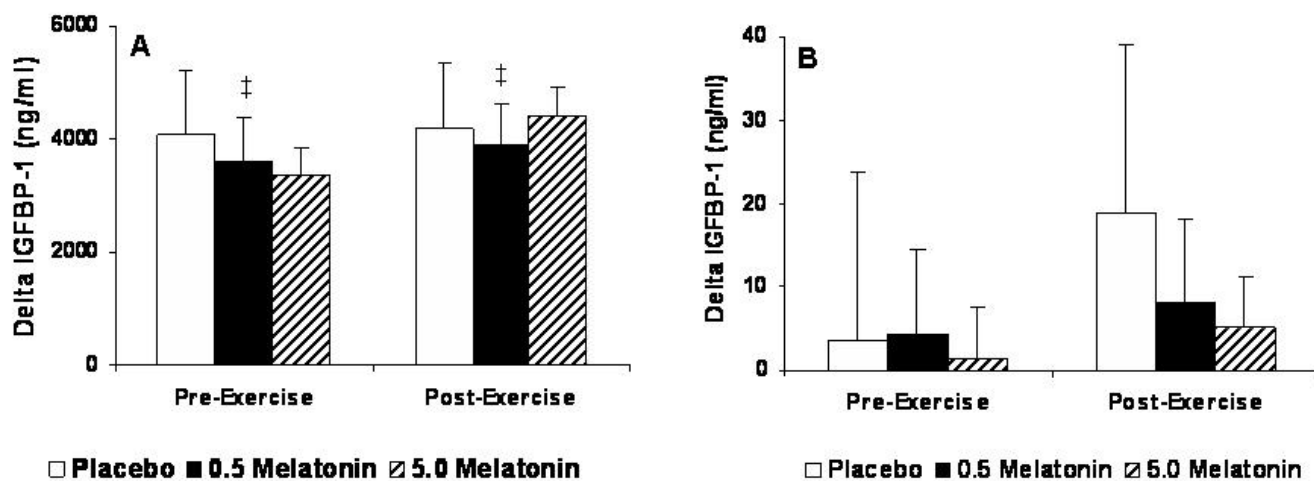 A
Delta IGFBP-1 (ng/ml)
6000
4000
2000
0
‡
‡
Pre-Exercise Post-Exercise
Placebo 0.5 Melatonin 5.0 Melatonin
B
Delta IGFBP-1 (ng/ml)
40
30
20
10
0
Pre-Exercise Post-Exercise
Placebo 0.5 Melatonin 5.0 Melatonin